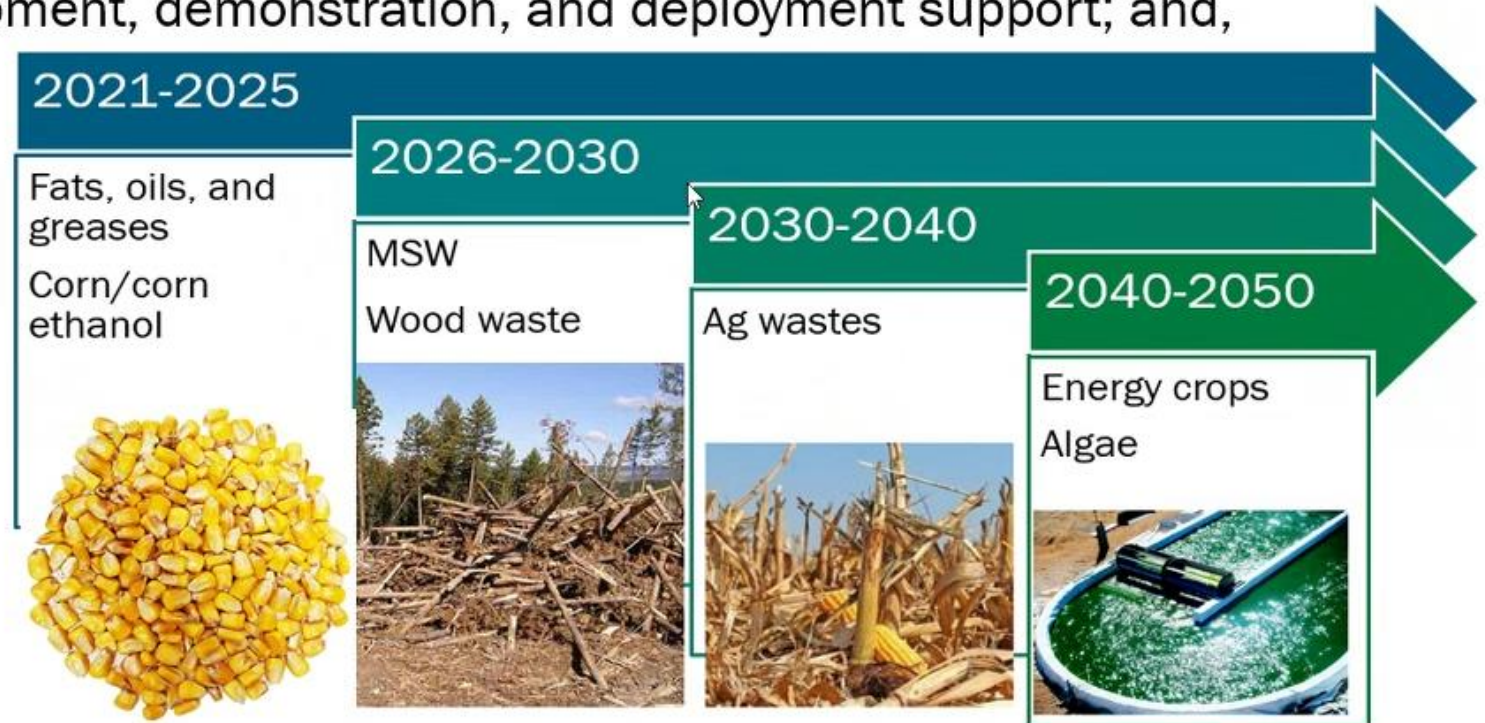 pment, demonstration, and deployment support; and,
2021-2025
Fats, oils, and
greases
Corn/corn
ethanol
2026-2030
MSW
Wood waste
2030-2040
Ag wastes
2040-2050
Energy crops
Algae